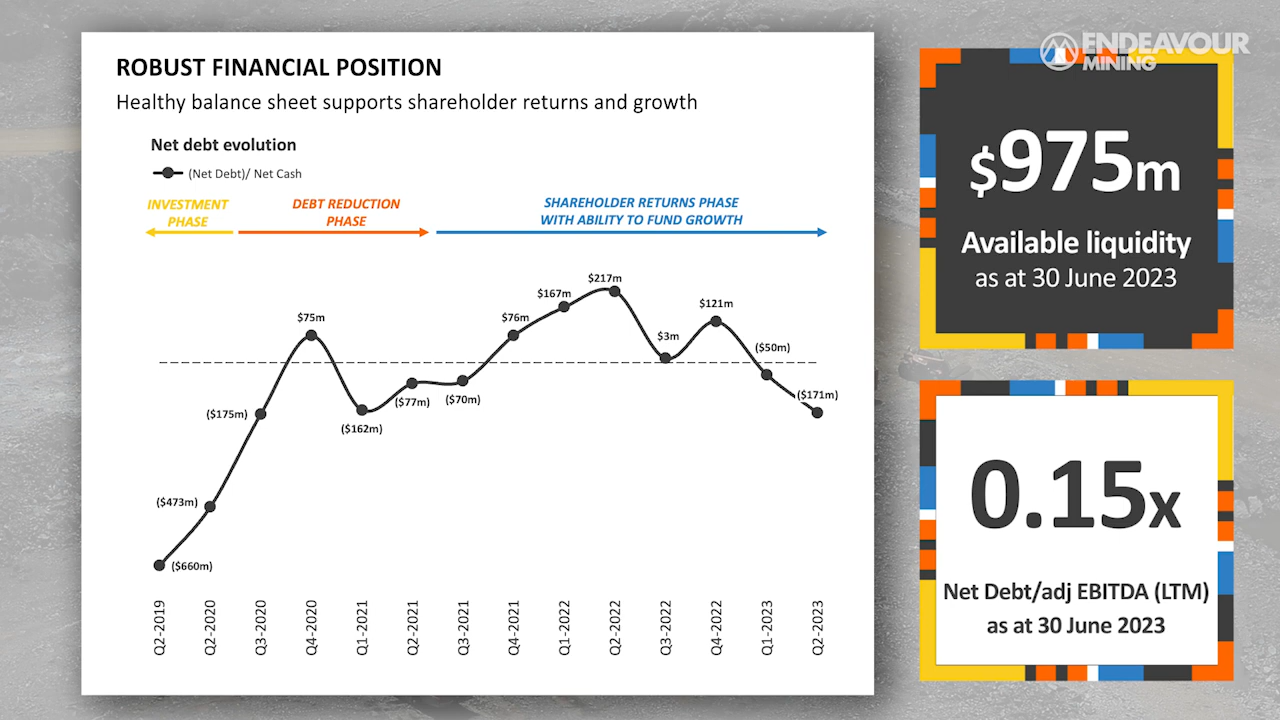 ROBUST FINANCIAL POSITION
Healthy balance sheet supports shareholder returns and growth
Net debt evolution
(Net Debt)/ Net Cash
INVESTMENT
PHASE
DEBT REDUCTION
PHASE
SHAREHOLDER RETURNS PHASE
WITH ABILITY TO FUND GROWTH
($660m)
($473m)
($175m)
$75m
($162m)
($77m)
($70m)
$76m
$167m
$217m
$3m
$121m
($50m)
($171m)
Q2-2019
Q2-2020
Q3-2020
Q4-2020
Q1-2021
Q2-2021
Q3-2021
Q4-2021
Q1-2022
Q2-2022
Q3-2022
Q4-2022
Q1-2023
Q2-2023
ENDEAVOUR
MINING
$975m
Available liquidity
as at 30 June 2023
0.15x
Net Debt/adj EBITDA (LTM)
as at 30 June 2023